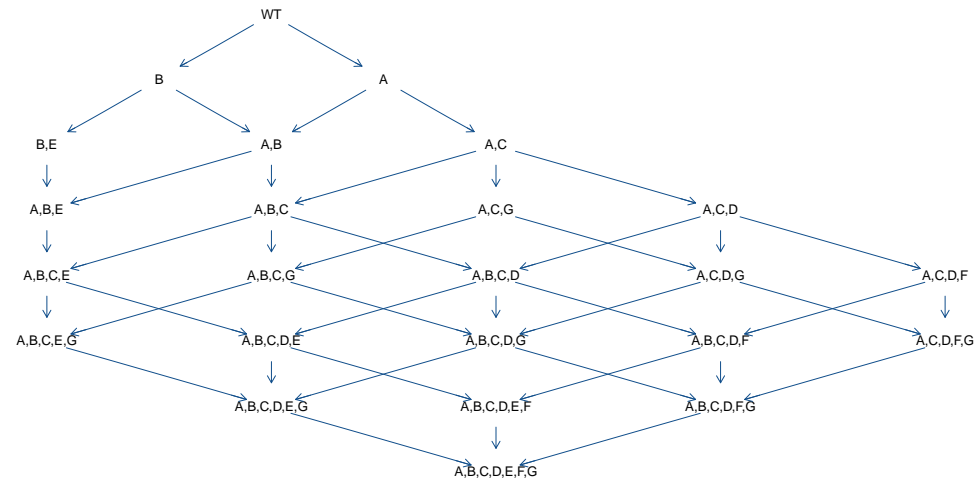 WT
B A
B,E A,B A,C
A,B,E A,B,C A,C,G A,C,D
A,B,C,E A,B,C,G A,B,C,D A,C,D,G A,C,D,F
A,B,C,E,G A,B,C,D,E A,B,C,D,G A,B,C,D,F A,C,D,F,G
A,B,C,D,E,G A,B,C,D,E,F A,B,C,D,F,G
A,B,C,D,E,F,G